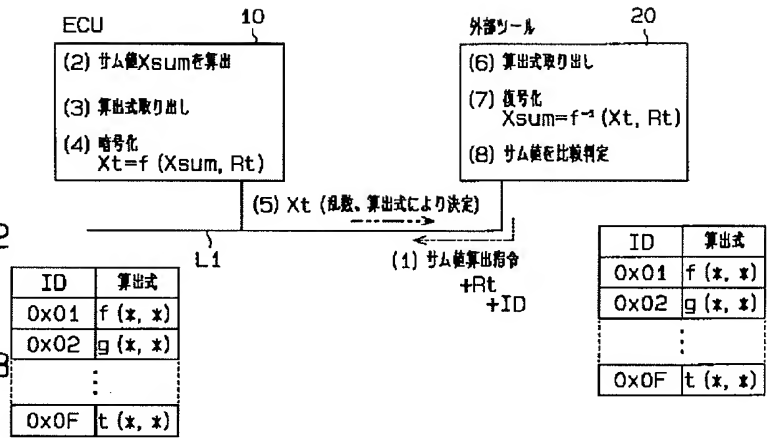 ECU
10
(2) サム値Xsumを算出
(3) 算出式取り出し
(4) 暗号化
Xt=f (Xsum, Rt)
外部ツール
20
(6) 算出式取り出し
(7) 復号化
Xsum=f⁻¹ (Xt, Rt)
(8) サム値を比較判定
(5) Xt (乱数、算出式により決定)
L1
(1) サム値算出指令
+Rt
+ID
ID 算出式
0x01 f (*, *)
0x02 g (*, *)
⋮
0x0F t (*, *)
ID 算出式
0x01 f (*, *)
0x02 g (*, *)
⋮
0x0F t (*, *)